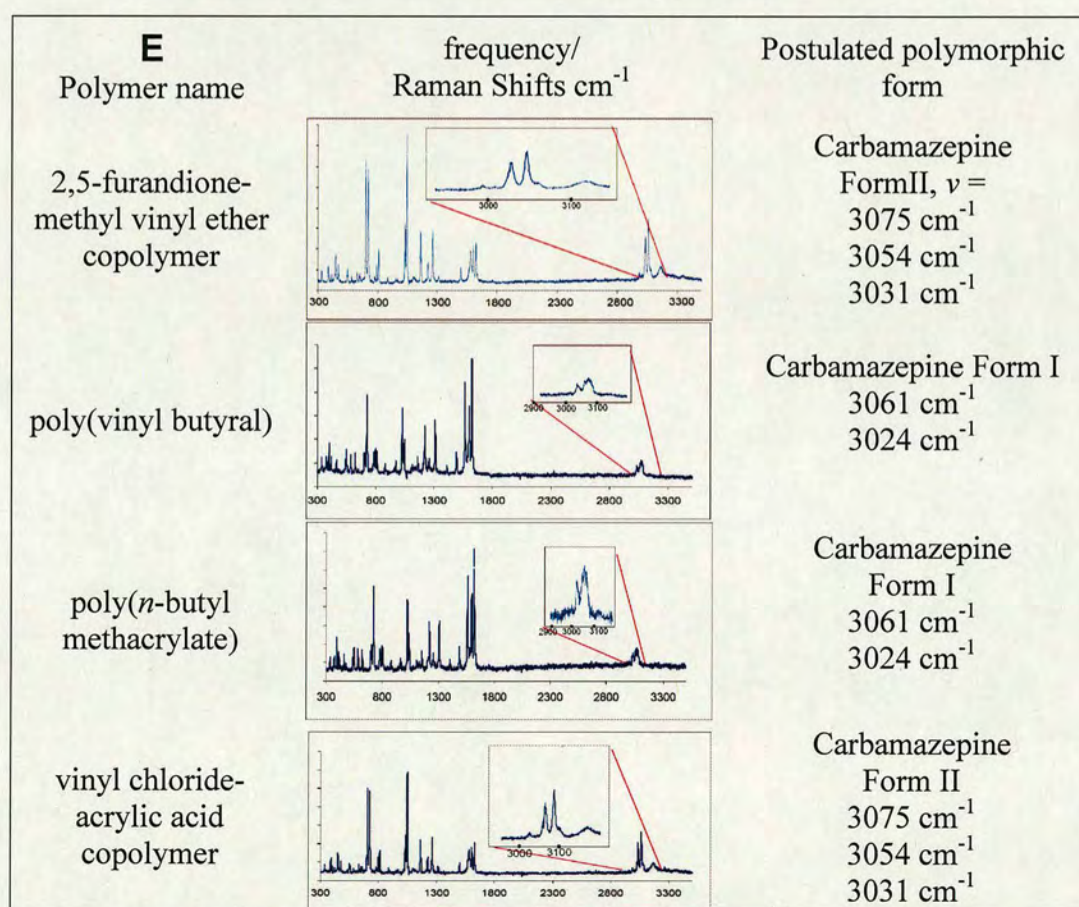 E
Polymer name
frequency/
Raman Shifts cm⁻¹
Postulated polymorphic
form
2,5-furandione-
methyl vinyl ether
copolymer
3000 3100
300 800 1300 1800 2300 2800 3300
Carbamazepine
FormII, ν =
3075 cm⁻¹
3054 cm⁻¹
3031 cm⁻¹
poly(vinyl butyral)
2900 3000 3100
300 800 1300 1800 2300 2800 3300
Carbamazepine Form I
3061 cm⁻¹
3024 cm⁻¹
poly(n-butyl
methacrylate)
2900 3000 3100
300 800 1300 1800 2300 2800 3300
Carbamazepine
Form I
3061 cm⁻¹
3024 cm⁻¹
vinyl chloride-
acrylic acid
copolymer
3000 3100
300 800 1300 1800 2300 2800 3300
Carbamazepine
Form II
3075 cm⁻¹
3054 cm⁻¹
3031 cm⁻¹